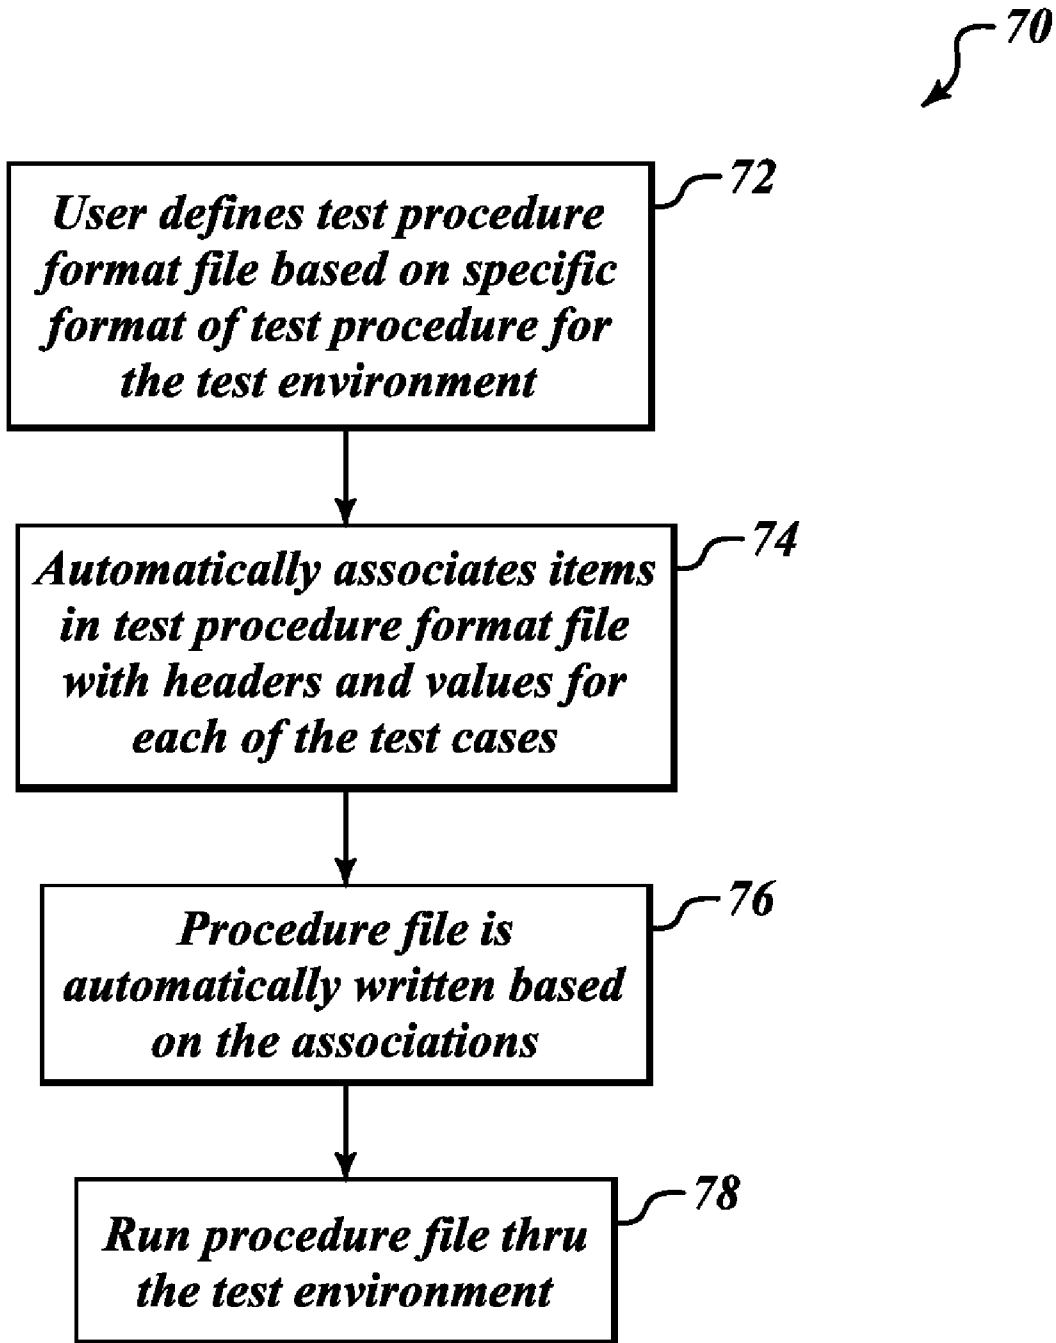 70
72
User defines test procedure
format file based on specific
format of test procedure for
the test environment
74
Automatically associates items
in test procedure format file
with headers and values for
each of the test cases
76
Procedure file is
automatically written based
on the associations
78
Run procedure file thru
the test environment